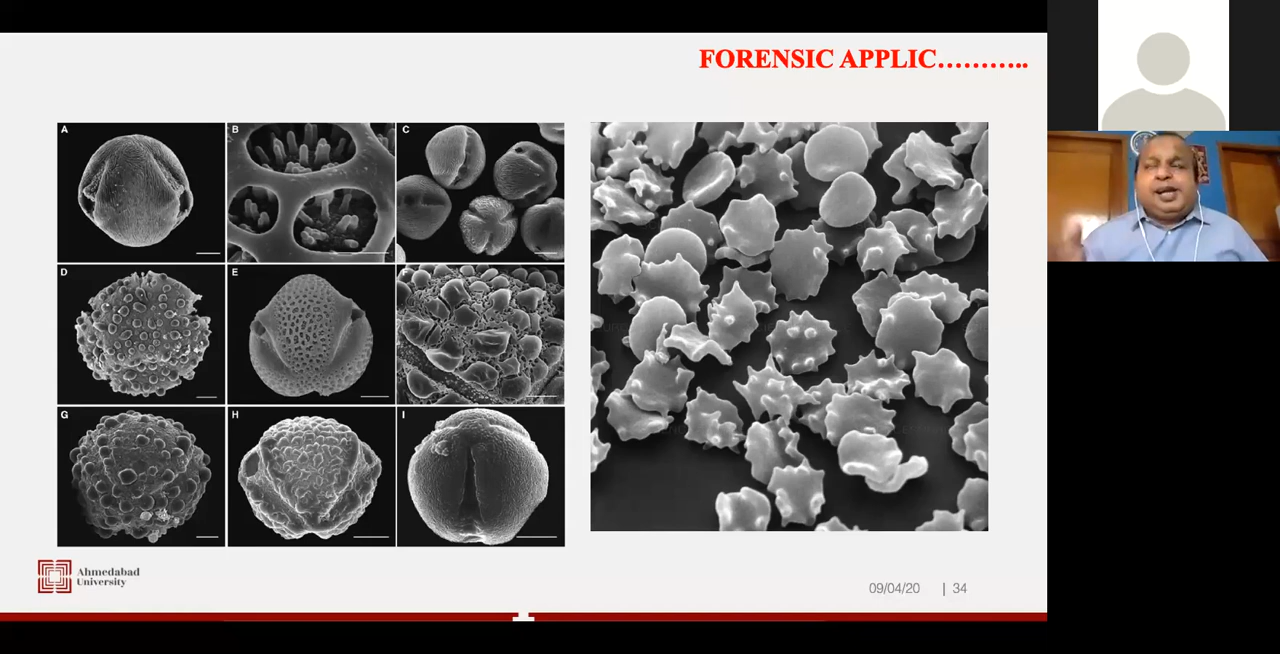 FORENSIC APPLIC………..
A
B
C
D
E
G
H
I
Ahmedabad
University
09/04/20 | 34